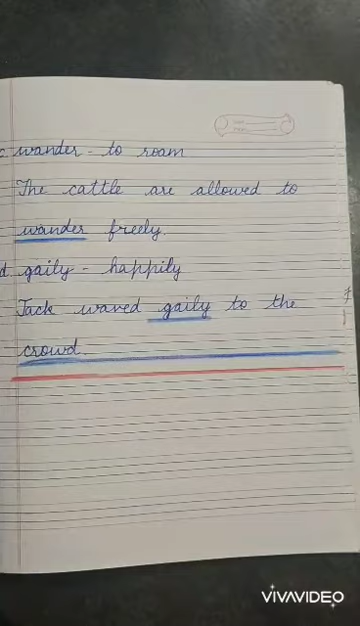 c wander - to roam
The cattle are allowed to
wander freely.
d gaily - happily
Jack waved gaily to the
crowd.
VIVAVIDEO